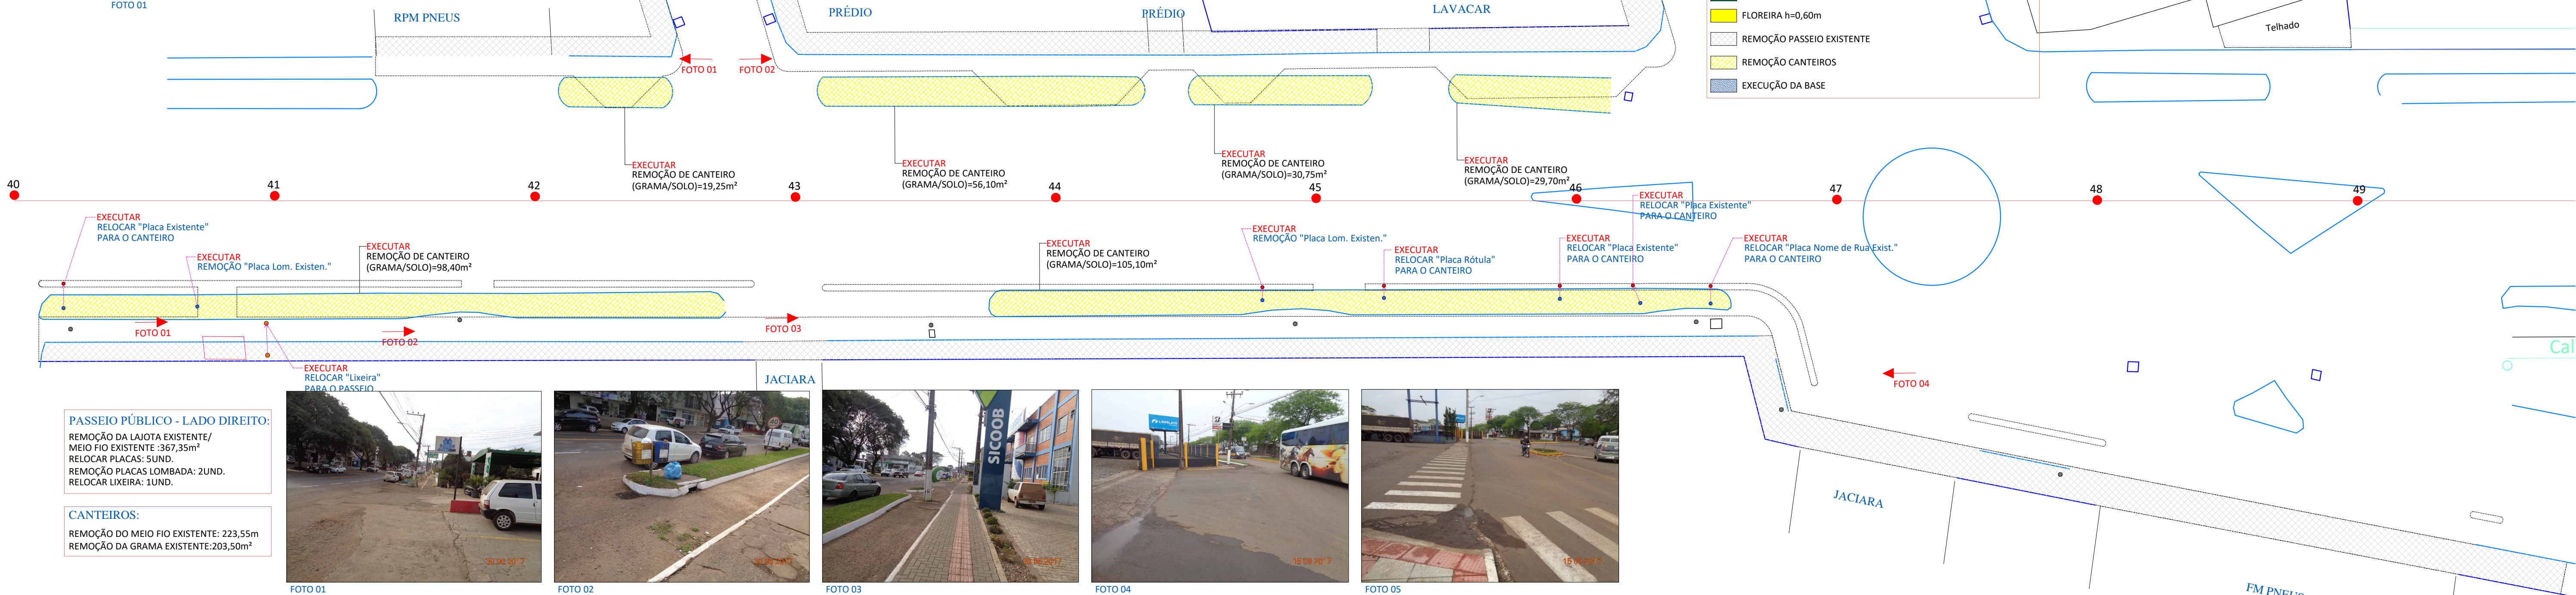 FOTO 01
RPM PNEUS
PRÉDIO
PRÉDIO
LAVACAR
FLOREIRA h=0,60m
REMOÇÃO PASSEIO EXISTENTE
REMOÇÃO CANTEIROS
EXECUÇÃO DA BASE
Telhado
FOTO 01
FOTO 02
EXECUTAR
REMOÇÃO DE CANTEIRO
(GRAMA/SOLO)=19,25m²
EXECUTAR
REMOÇÃO DE CANTEIRO
(GRAMA/SOLO)=56,10m²
EXECUTAR
REMOÇÃO DE CANTEIRO
(GRAMA/SOLO)=30,75m²
EXECUTAR
REMOÇÃO DE CANTEIRO
(GRAMA/SOLO)=29,70m²
40
41
42
43
44
45
46
47
48
49
EXECUTAR
RELOCAR "Placa Existente"
PARA O CANTEIRO
EXECUTAR
REMOÇÃO "Placa Lom. Existen."
EXECUTAR
REMOÇÃO DE CANTEIRO
(GRAMA/SOLO)=98,40m²
EXECUTAR
REMOÇÃO DE CANTEIRO
(GRAMA/SOLO)=105,10m²
EXECUTAR
REMOÇÃO "Placa Lom. Existen."
EXECUTAR
RELOCAR "Placa Rótula"
PARA O CANTEIRO
EXECUTAR
RELOCAR "Placa Existente"
PARA O CANTEIRO
EXECUTAR
RELOCAR "Placa Existente"
PARA O CANTEIRO
EXECUTAR
RELOCAR "Placa Nome de Rua Exist."
PARA O CANTEIRO
FOTO 01
FOTO 02
FOTO 03
FOTO 04
EXECUTAR
RELOCAR "Lixeira"
PARA O PASSEIO
JACIARA
JACIARA
FM PNEUS
Cal
PASSEIO PÚBLICO - LADO DIREITO:
REMOÇÃO DA LAJOTA EXISTENTE/
MEIO FIO EXISTENTE :367,35m²
RELOCAR PLACAS: 5UND.
REMOÇÃO PLACAS LOMBADA: 2UND.
RELOCAR LIXEIRA: 1UND.
CANTEIROS:
REMOÇÃO DO MEIO FIO EXISTENTE: 223,55m
REMOÇÃO DA GRAMA EXISTENTE:203,50m²
SICOOB
FOTO 01
FOTO 02
FOTO 03
FOTO 04
FOTO 05